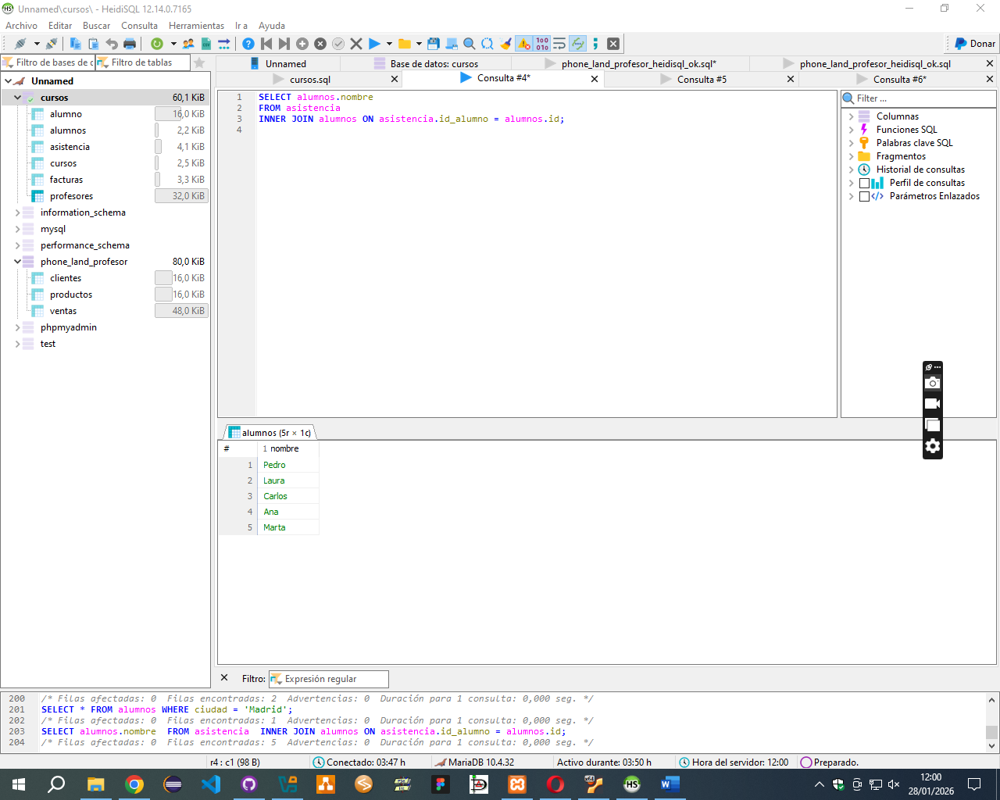 Unnamed\cursos\ - HeidiSQL 12.14.0.7165
Archivo Editar Buscar Consulta Herramientas Ir a Ayuda
Donar
Filtro de bases de c Filtro de tablas
Unnamed Base de datos: cursos phone_land_profesor_heidisql_ok.sql* phone_land_profesor_heidisql_ok.sql
cursos.sql Consulta #4* Consulta #5 Consulta #6*
Unnamed
cursos 60,1 KiB
alumno 16,0 KiB
alumnos 2,2 KiB
asistencia 4,1 KiB
cursos 2,5 KiB
facturas 3,3 KiB
profesores 32,0 KiB
information_schema
mysql
performance_schema
phone_land_profesor 80,0 KiB
clientes 16,0 KiB
productos 16,0 KiB
ventas 48,0 KiB
phpmyadmin
test
1 SELECT alumnos.nombre
2 FROM asistencia
3 INNER JOIN alumnos ON asistencia.id_alumno = alumnos.id;
4
Filter ...
Columnas
Funciones SQL
Palabras clave SQL
Fragmentos
Historial de consultas
Perfil de consultas
Parámetros Enlazados
alumnos (5r × 1c)
# 1 nombre
1 Pedro
2 Laura
3 Carlos
4 Ana
5 Marta
Filtro: Expresión regular
200 /* Filas afectadas: 0 Filas encontradas: 2 Advertencias: 0 Duración para 1 consulta: 0,000 seg. */
201 SELECT * FROM alumnos WHERE ciudad = 'Madrid';
202 /* Filas afectadas: 0 Filas encontradas: 1 Advertencias: 0 Duración para 1 consulta: 0,000 seg. */
203 SELECT alumnos.nombre FROM asistencia INNER JOIN alumnos ON asistencia.id_alumno = alumnos.id;
204 /* Filas afectadas: 0 Filas encontradas: 5 Advertencias: 0 Duración para 1 consulta: 0,000 seg. */
r4 : c1 (98 B) Conectado: 03:47 h MariaDB 10.4.32 Activo durante: 03:50 h Hora del servidor: 12:00 Preparado.
12:00
28/01/2026